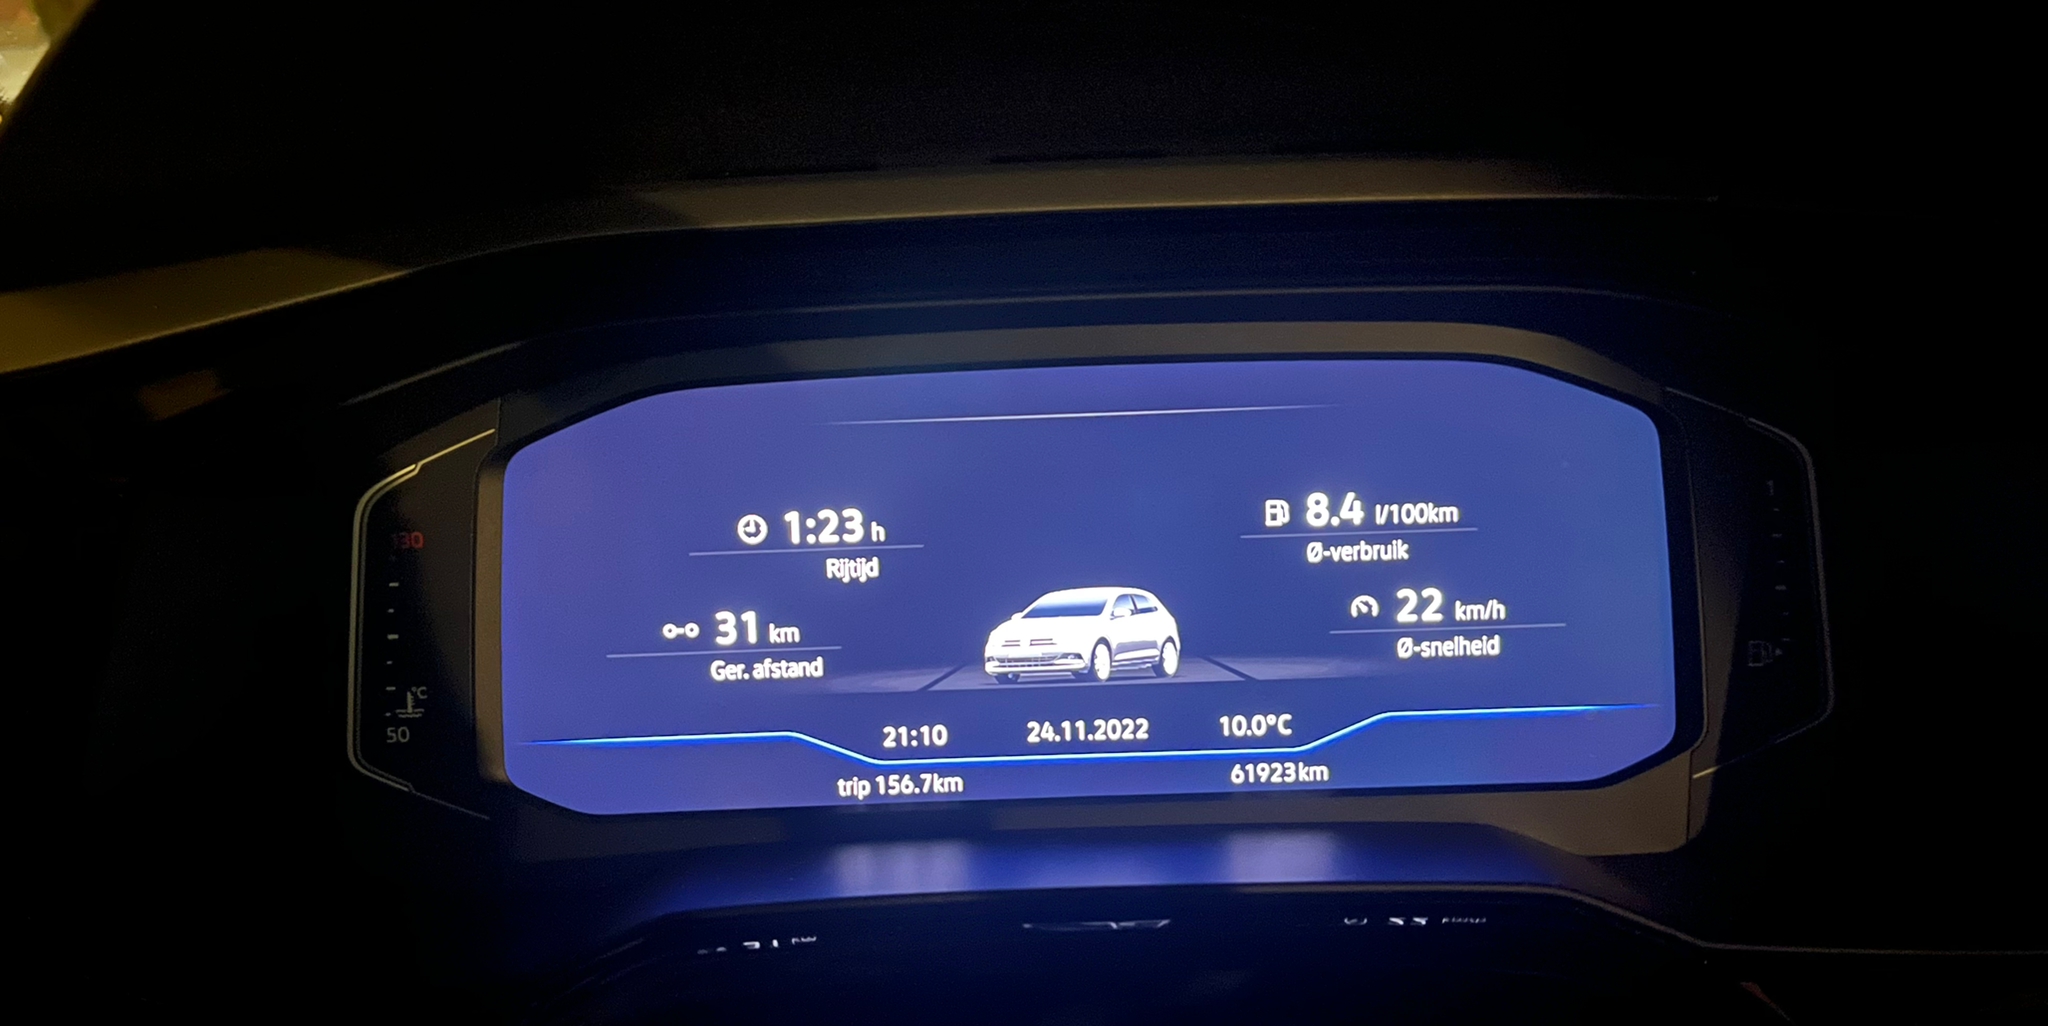 1:23 h
Rijtijd
8.4 l/100km
Ø-verbruik
31 km
Ger. afstand
22 km/h
Ø-snelheid
21:10 24.11.2022 10.0°C
trip 156.7km 61923km
130
°C
50
1